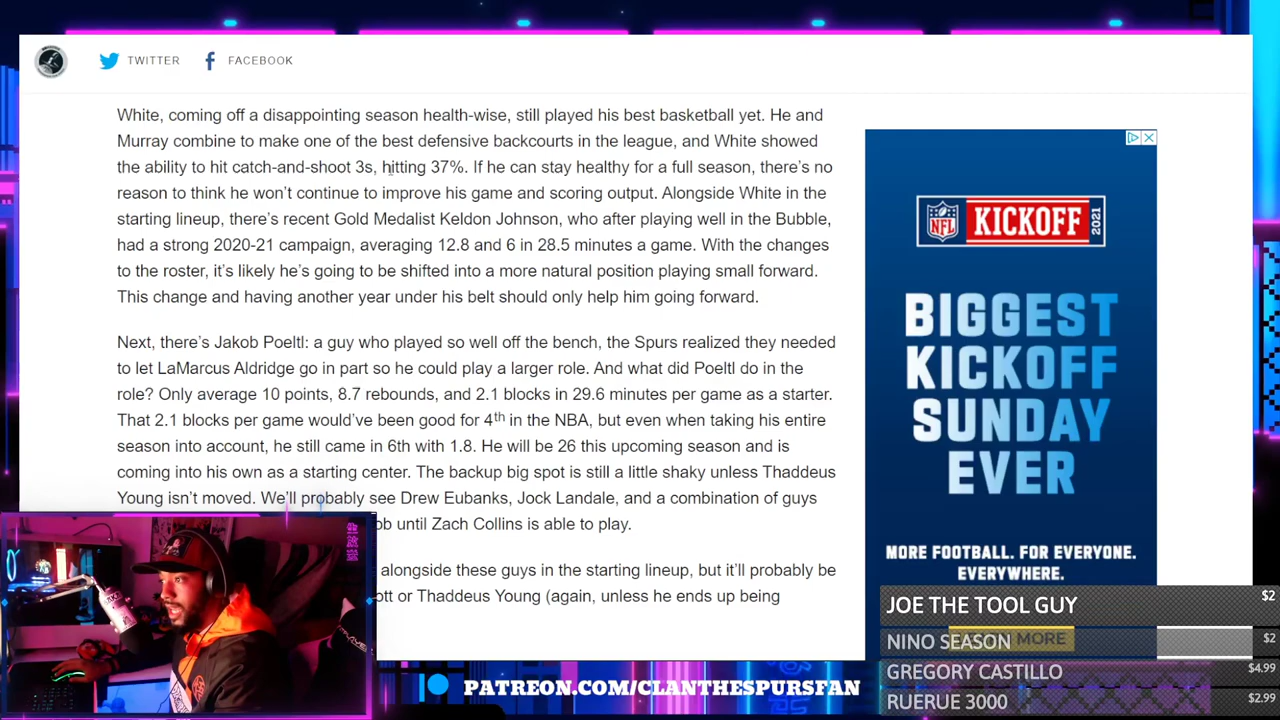 TWITTER FACEBOOK
White, coming off a disappointing season health-wise, still played his best basketball yet. He and
Murray combine to make one of the best defensive backcourts in the league, and White showed
the ability to hit catch-and-shoot 3s, hitting 37%. If he can stay healthy for a full season, there's no
reason to think he won't continue to improve his game and scoring output. Alongside White in the
starting lineup, there's recent Gold Medalist Keldon Johnson, who after playing well in the Bubble,
had a strong 2020-21 campaign, averaging 12.8 and 6 in 28.5 minutes a game. With the changes
to the roster, it's likely he's going to be shifted into a more natural position playing small forward.
This change and having another year under his belt should only help him going forward.
Next, there's Jakob Poeltl: a guy who played so well off the bench, the Spurs realized they needed
to let LaMarcus Aldridge go in part so he could play a larger role. And what did Poeltl do in the
role? Only average 10 points, 8.7 rebounds, and 2.1 blocks in 29.6 minutes per game as a starter.
That 2.1 blocks per game would've been good for 4th in the NBA, but even when taking his entire
season into account, he still came in 6th with 1.8. He will be 26 this upcoming season and is
coming into his own as a starting center. The backup big spot is still a little shaky unless Thaddeus
Young isn't moved. We'll probably see Drew Eubanks, Jock Landale, and a combination of guys
until Zach Collins is able to play.
alongside these guys in the starting lineup, but it'll probably be
or Thaddeus Young (again, unless he ends up being
NFL KICKOFF 2021
BIGGEST
KICKOFF
SUNDAY
EVER
MORE FOOTBALL. FOR EVERYONE.
EVERYWHERE.
MORE
JOE THE TOOL GUY $2
NINO SEASON $2
GREGORY CASTILLO $4.99
RUERUE 3000 $2.99
PATREON.COM/CLANTHESPURSFAN